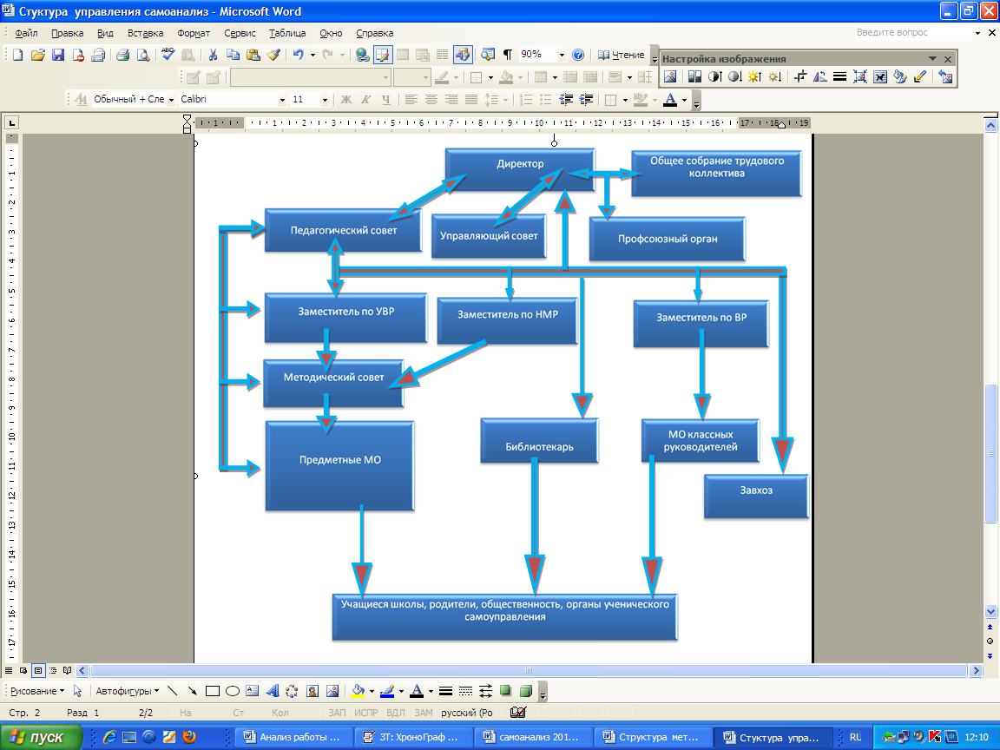 Стуктура управления самоанализ - Microsoft Word
Файл Правка Вид Вставка Формат Сервис Таблица Окно Справка
Введите вопрос
90%
Чтение
Настройка изображения
Обычный + Сле
Calibri
11
Ж К Ч
Директор
Общее собрание трудового
коллектива
Педагогический совет
Управляющий совет
Профсоюзный орган
Заместитель по УВР
Заместитель по НМР
Заместитель по ВР
Методический совет
Предметные МО
Библиотекарь
МО классных
руководителей
Завхоз
Учащиеся школы, родители, общественность, органы ученического
самоуправления
Рисование Автофигуры
Стр. 2 Разд 1 2/2 На Ст Кол ЗАП ИСПР ВДЛ ЗАМ русский (Ро
пуск
Анализ работы ...
ЗТ: ХроноГраф ...
самоанализ 201...
Структура мет...
Стуктура упра...
RU
12:10